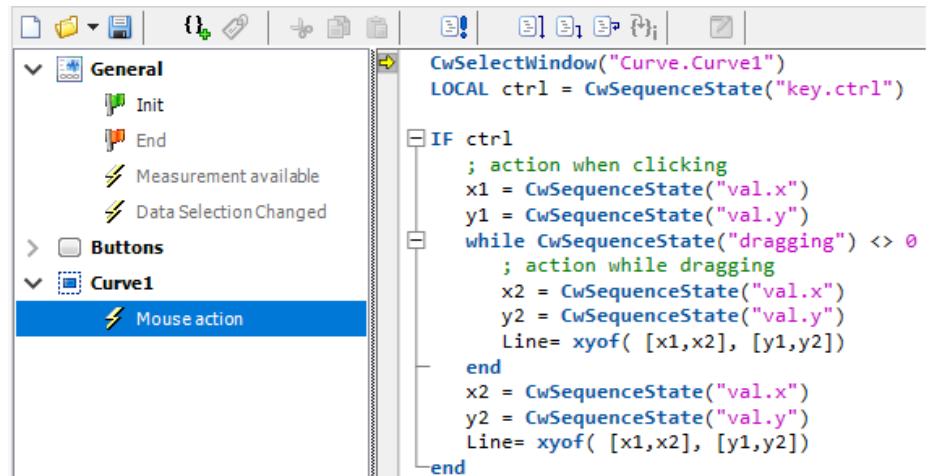 General
Init
End
Measurement available
Data Selection Changed
Buttons
Curve1
Mouse action
CwSelectWindow("Curve.Curve1")
LOCAL ctrl = CwSequenceState("key.ctrl")
IF ctrl
; action when clicking
x1 = CwSequenceState("val.x")
y1 = CwSequenceState("val.y")
while CwSequenceState("dragging") <> 0
; action while dragging
x2 = CwSequenceState("val.x")
y2 = CwSequenceState("val.y")
Line= xyof( [x1,x2], [y1,y2])
end
x2 = CwSequenceState("val.x")
y2 = CwSequenceState("val.y")
Line= xyof( [x1,x2], [y1,y2])
end